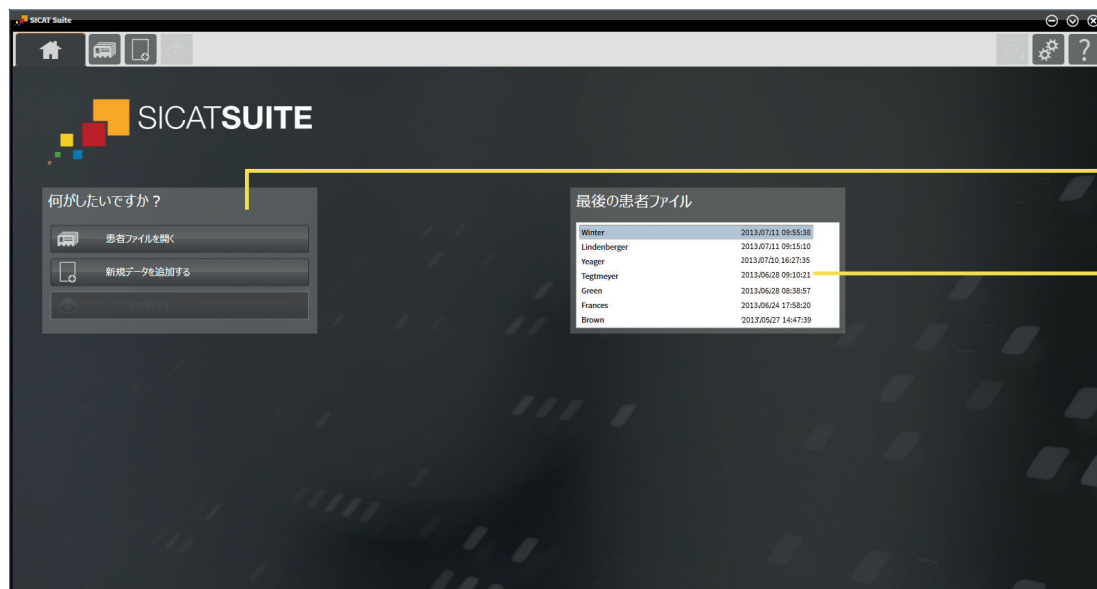 SICAT Suite
?
SICATSUITE
何がしたいですか？
患者ファイルを開く
新規データを追加する
最後の患者ファイル
Winter 2013/07/11 09:55:38
Lindenberger 2013/07/11 09:15:10
Yeager 2013/07/10 16:27:35
Tegtmeyer 2013/06/28 09:10:21
Green 2013/06/28 08:38:57
Frances 2013/06/24 17:58:20
Brown 2013/05/27 14:47:39